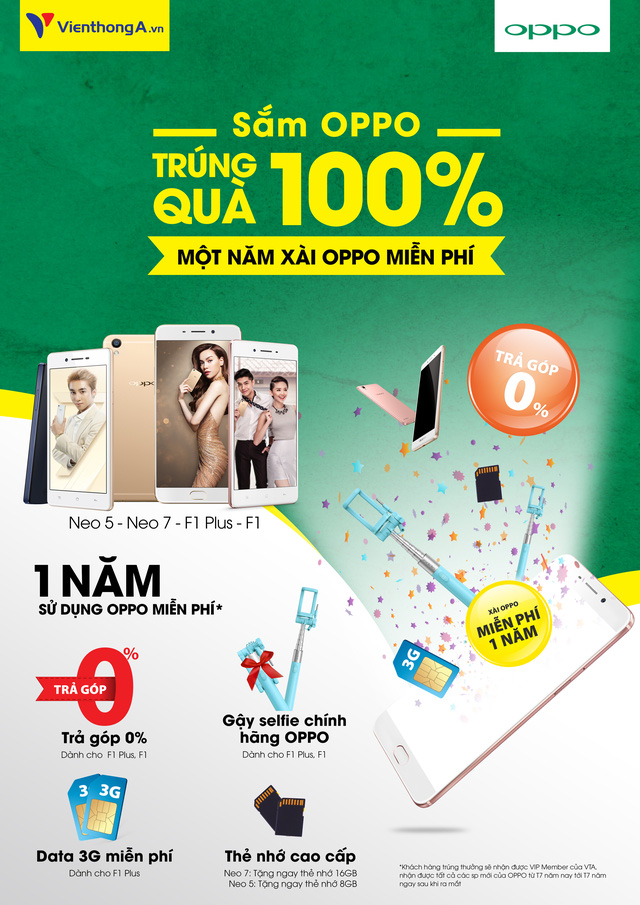 VienthongA.vn
oppo
Sắm OPPO
TRÚNG
QUÀ 100%
MỘT NĂM XÀI OPPO MIỄN PHÍ
TRẢ GÓP
0%
oppo
Neo 5 - Neo 7 - F1 Plus - F1
1 NĂM
SỬ DỤNG OPPO MIỄN PHÍ*
XÀI OPPO
MIỄN PHÍ
1 NĂM
3G
0%
TRẢ GÓP
Trả góp 0%
Dành cho F1 Plus, F1
Gậy selfie chính
hãng OPPO
Dành cho F1 Plus, F1
3 3G
Data 3G miễn phí
Dành cho F1 Plus
Thẻ nhớ cao cấp
Neo 7: Tặng ngay thẻ nhớ 16GB
Neo 5: Tặng ngay thẻ nhớ 8GB
*Khách hàng trúng thưởng sẽ nhận được VIP Member của VTA,
nhận được tất cả các sp mới của OPPO từ T7 năm nay tới T7 năm
ngay sau khi ra mắt